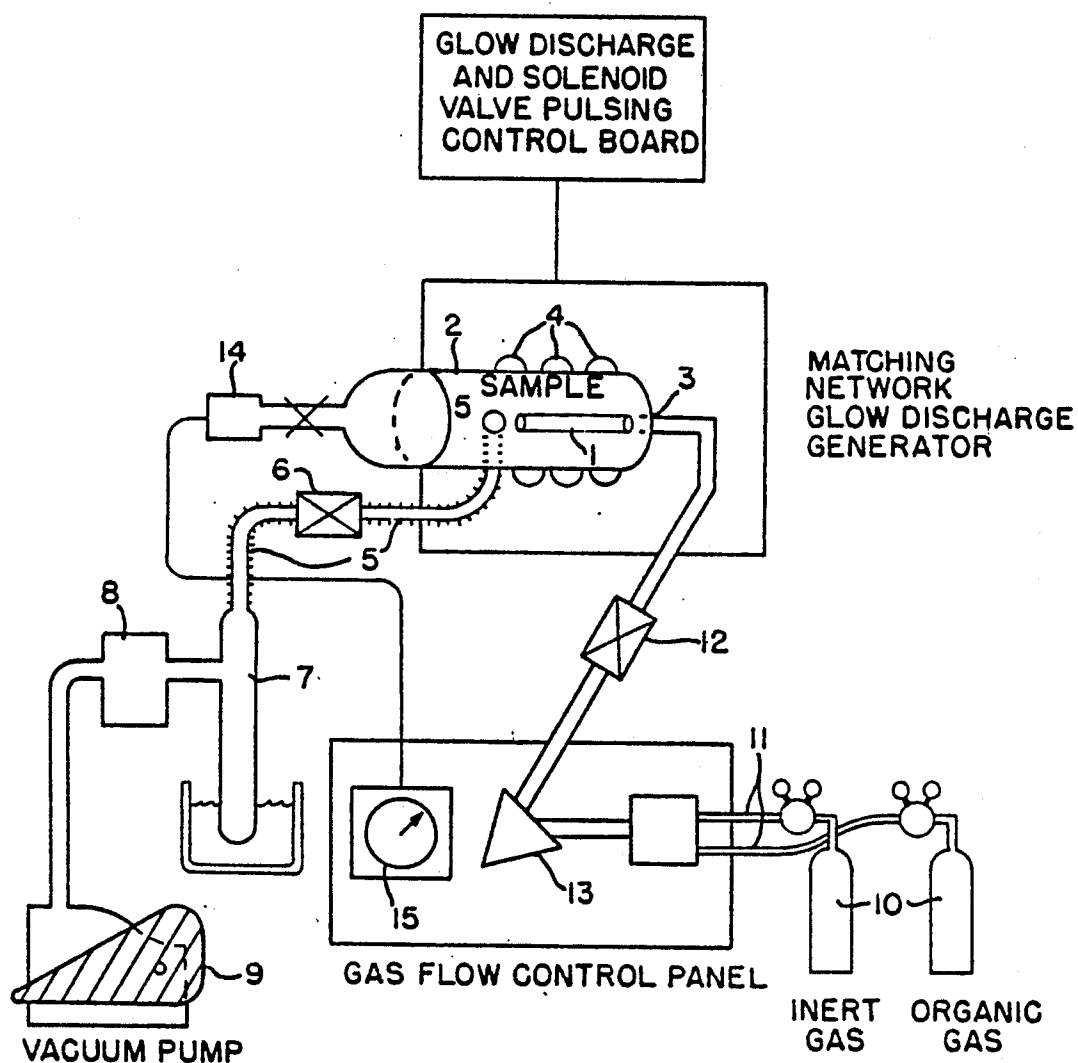 GLOW DISCHARGE
AND SOLENOID
VALVE PULSING
CONTROL BOARD
2
4
14
SAMPLE
3
5
1
MATCHING
NETWORK
GLOW DISCHARGE
GENERATOR
6
5
8
12
7
11
13
15
10
9
GAS FLOW CONTROL PANEL
INERT
GAS
ORGANIC
GAS
VACUUM PUMP